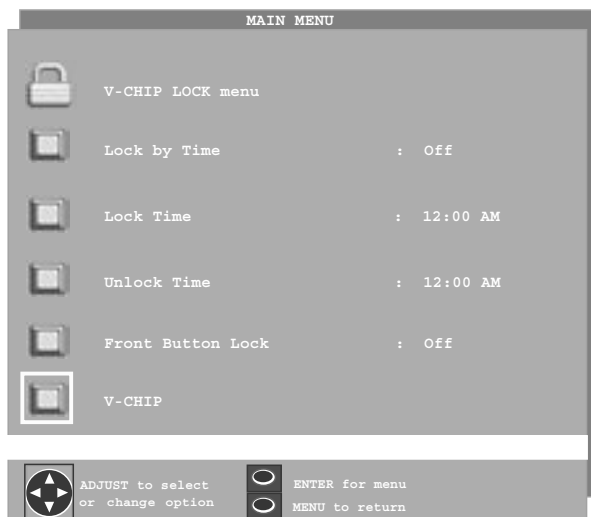 MAIN MENU
V-CHIP LOCK menu
Lock by Time : Off
Lock Time : 12:00 AM
Unlock Time : 12:00 AM
Front Button Lock : Off
V-CHIP
ADJUST to select
or change option
ENTER for menu
MENU to return